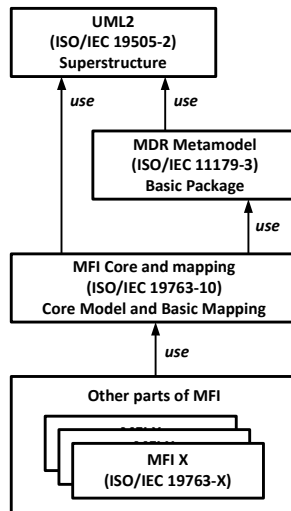 UML2
(ISO/IEC 19505-2)
Superstructure
use
use
MDR Metamodel
(ISO/IEC 11179-3)
Basic Package
use
MFI Core and mapping
(ISO/IEC 19763-10)
Core Model and Basic Mapping
use
Other parts of MFI
MFI X
(ISO/IEC 19763-X)